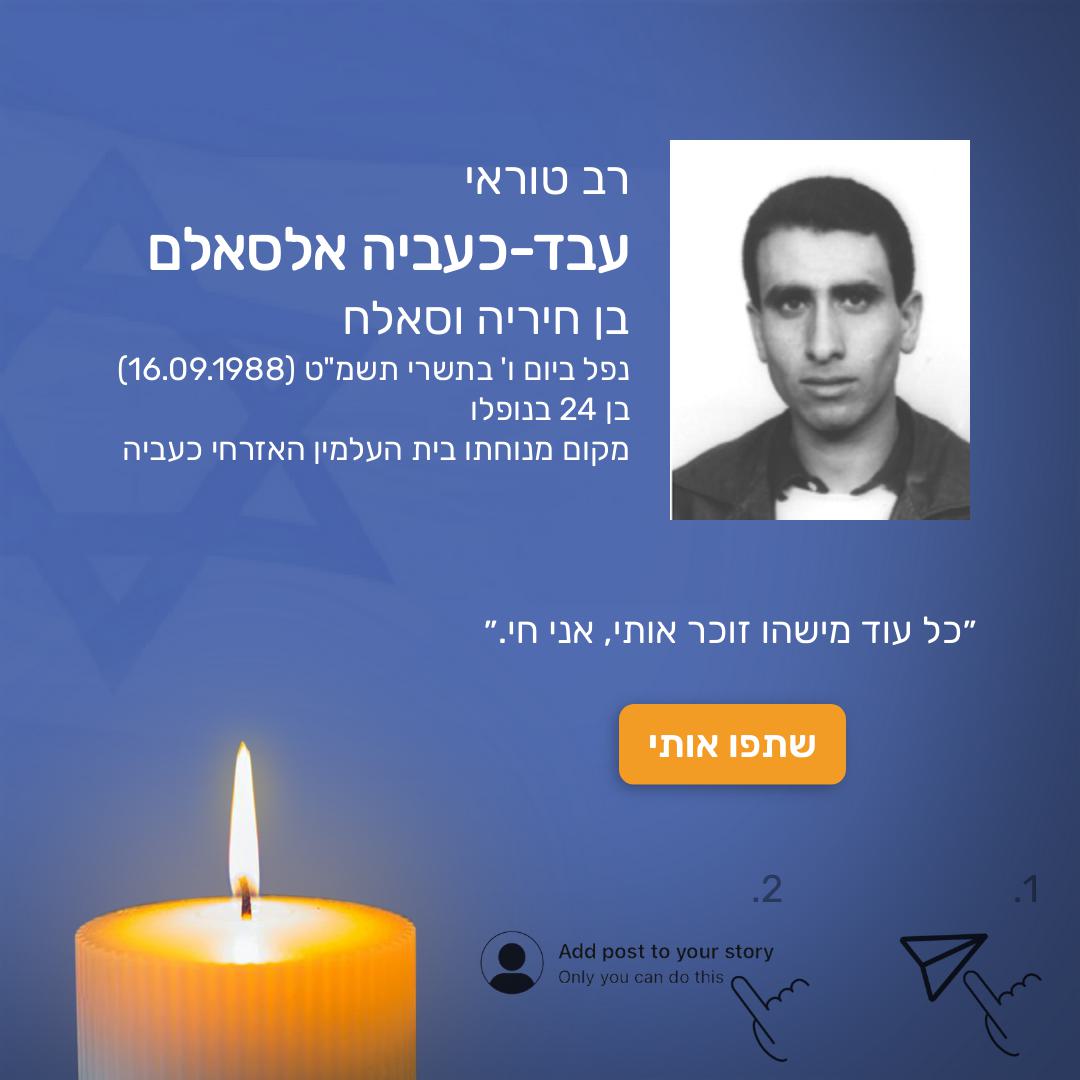 רב טוראי
עבד-כעביה אלסאלם
בן חיריה וסאלח
נפל ביום ו' בתשרי תשמ"ט (16.09.1988)
בן 24 בנופלו
מקום מנוחתו בית העלמין האזרחי כעביה
״כל עוד מישהו זוכר אותי, אני חי.״
שתפו אותי
1.
2.
Add post to your story
Only you can do this